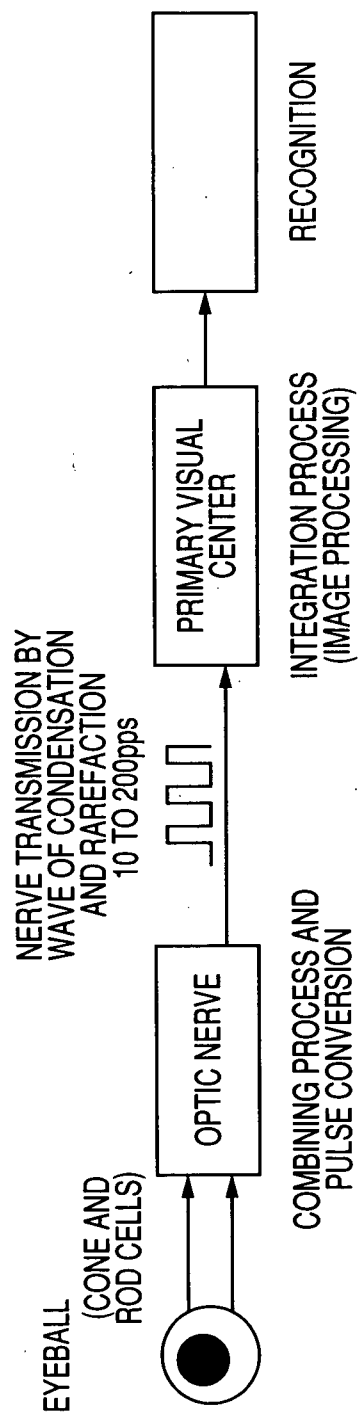 EYEBALL
(CONE AND
ROD CELLS)
OPTIC NERVE
COMBINING PROCESS AND
PULSE CONVERSION
NERVE TRANSMISSION BY
WAVE OF CONDENSATION
AND RAREFACTION
10 TO 200pps
PRIMARY VISUAL
CENTER
INTEGRATION PROCESS
(IMAGE PROCESSING)
RECOGNITION